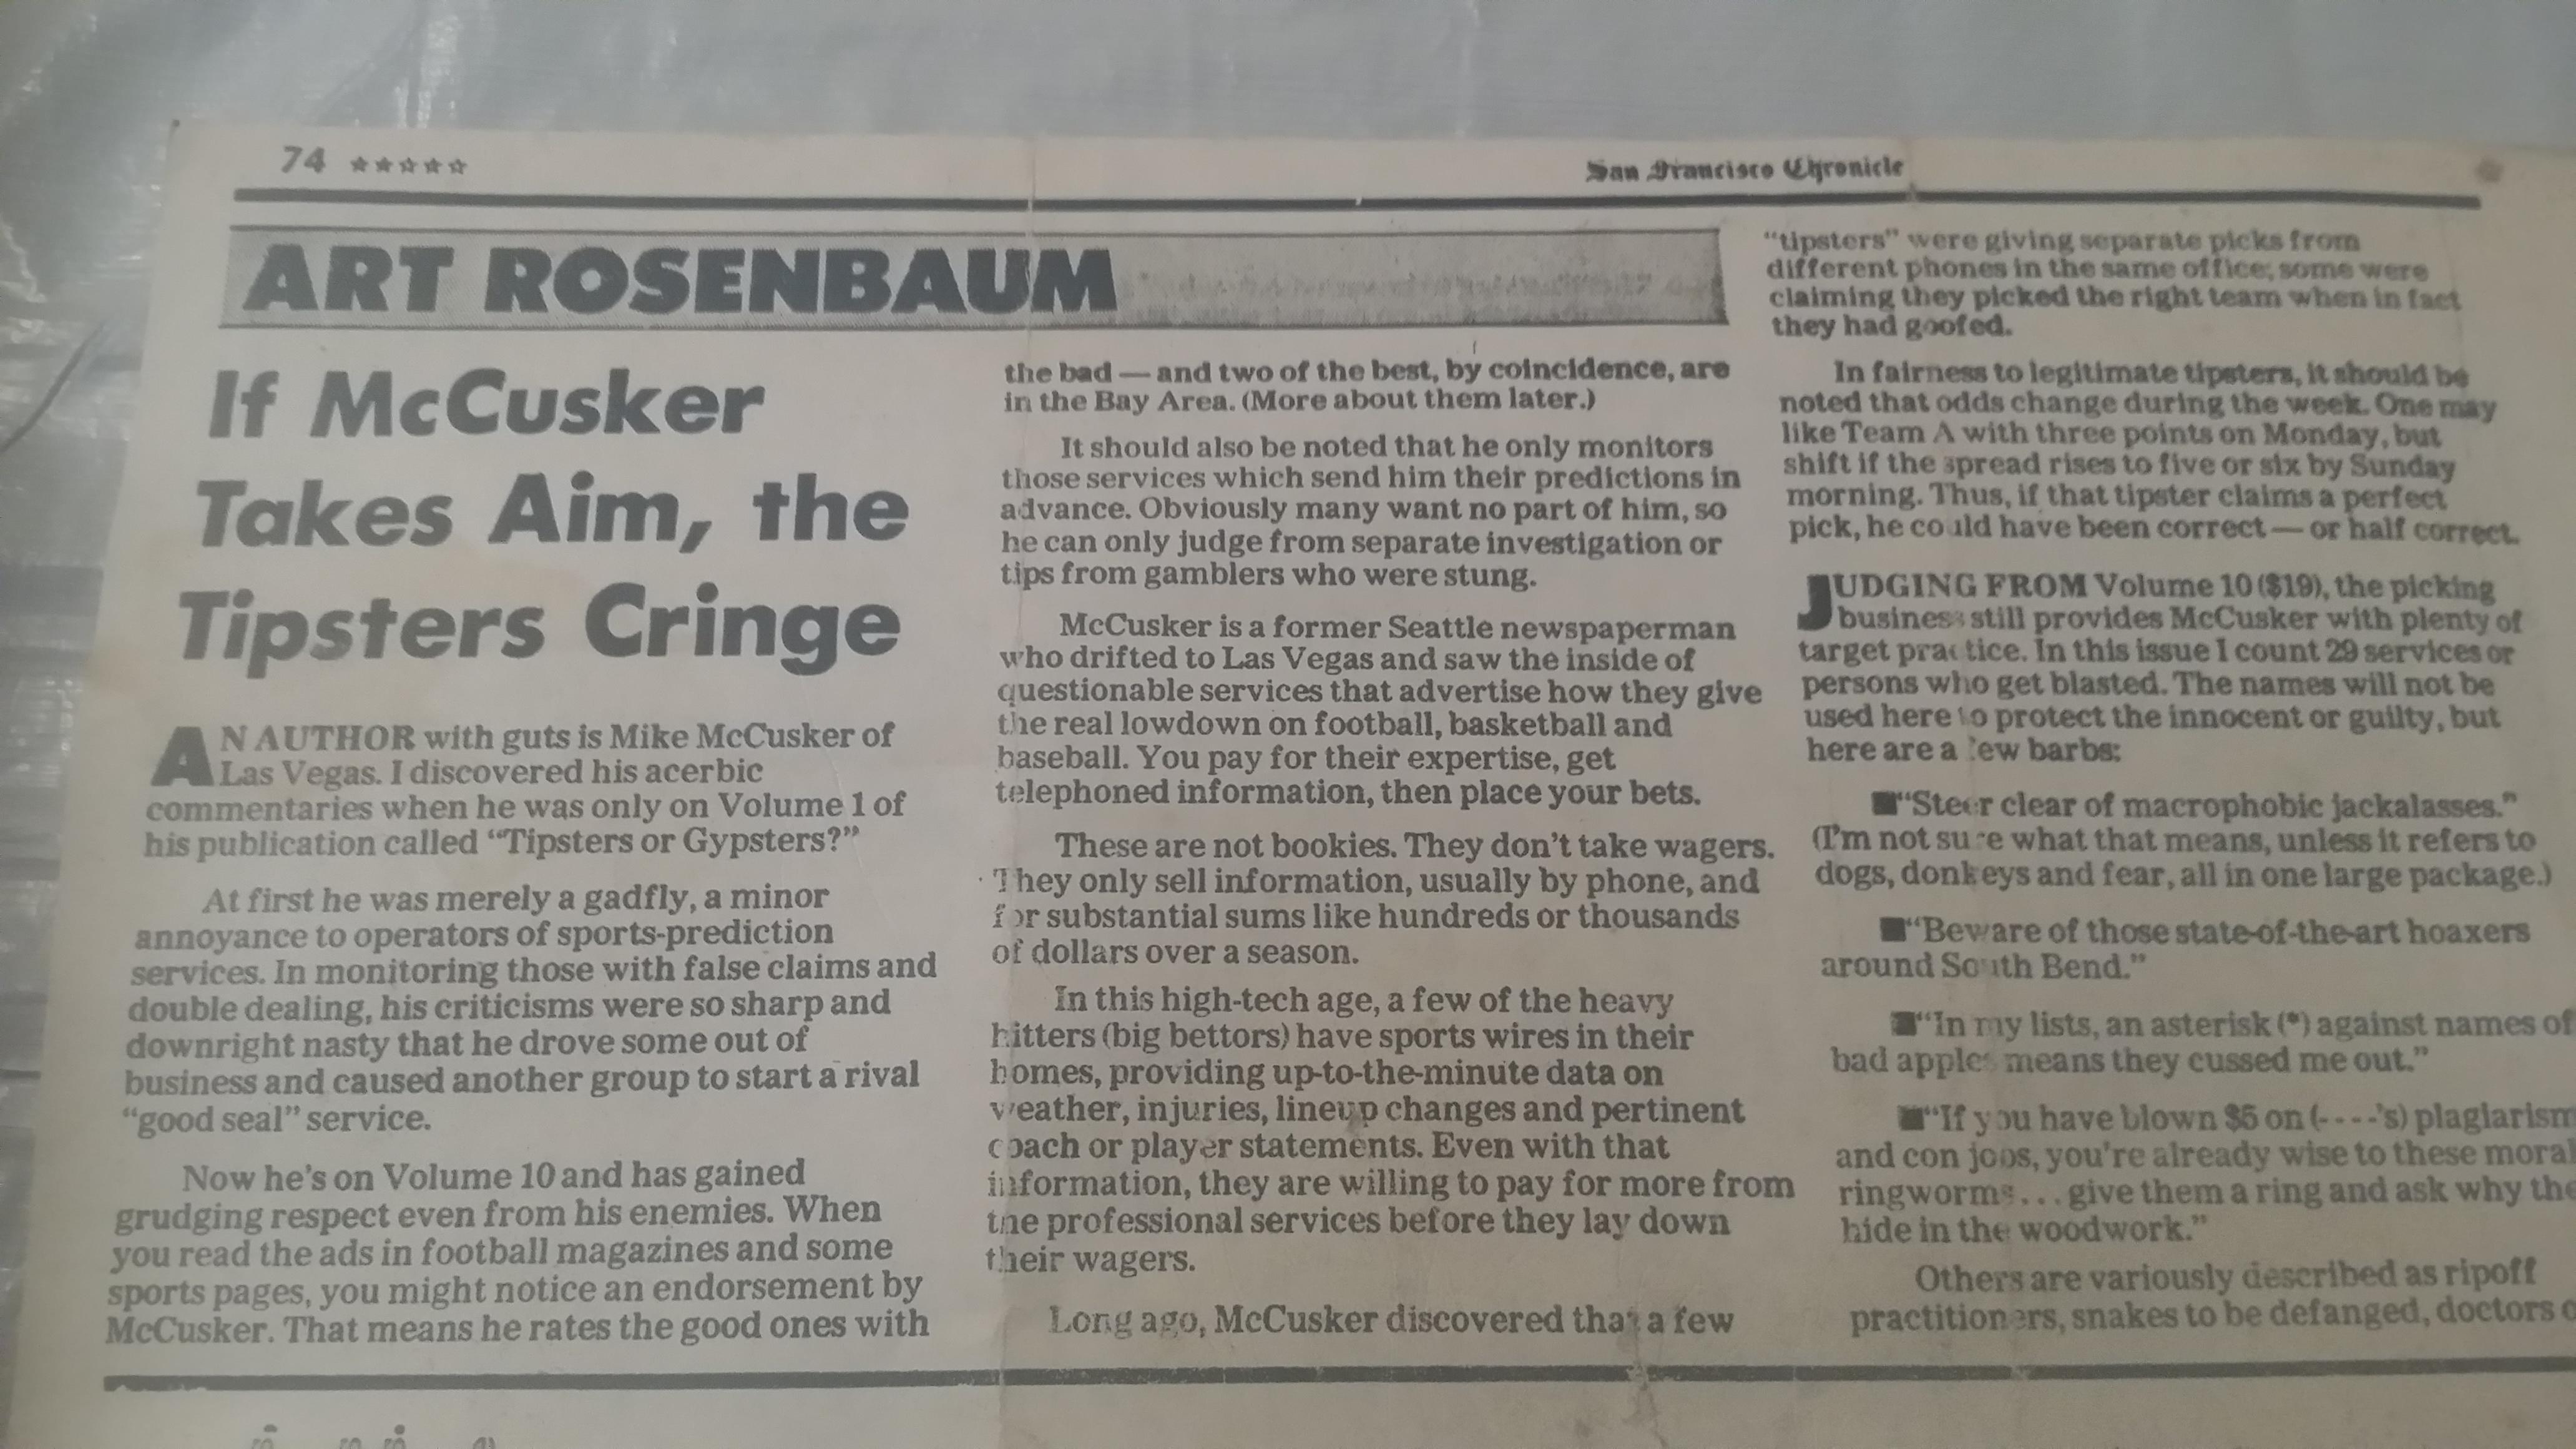 74 ★★★★★
San Francisco Chronicle
ART ROSENBAUM
If McCusker
Takes Aim, the
Tipsters Cringe
AN AUTHOR with guts is Mike McCusker of
Las Vegas. I discovered his acerbic
commentaries when he was only on Volume 1 of
his publication called “Tipsters or Gypsters?”
At first he was merely a gadfly, a minor
annoyance to operators of sports-prediction
services. In monitoring those with false claims and
double dealing, his criticisms were so sharp and
downright nasty that he drove some out of
business and caused another group to start a rival
“good seal” service.
Now he's on Volume 10 and has gained
grudging respect even from his enemies. When
you read the ads in football magazines and some
sports pages, you might notice an endorsement by
McCusker. That means he rates the good ones with
the bad — and two of the best, by coincidence, are
in the Bay Area. (More about them later.)
It should also be noted that he only monitors
those services which send him their predictions in
advance. Obviously many want no part of him, so
he can only judge from separate investigation or
tips from gamblers who were stung.
McCusker is a former Seattle newspaperman
who drifted to Las Vegas and saw the inside of
questionable services that advertise how they give
the real lowdown on football, basketball and
baseball. You pay for their expertise, get
telephoned information, then place your bets.
These are not bookies. They don't take wagers.
They only sell information, usually by phone, and
for substantial sums like hundreds or thousands
of dollars over a season.
In this high-tech age, a few of the heavy
hitters (big bettors) have sports wires in their
homes, providing up-to-the-minute data on
weather, injuries, lineup changes and pertinent
coach or player statements. Even with that
information, they are willing to pay for more from
the professional services before they lay down
their wagers.
Long ago, McCusker discovered that a few
“tipsters” were giving separate picks from
different phones in the same office; some were
claiming they picked the right team when in fact
they had goofed.
In fairness to legitimate tipsters, it should be
noted that odds change during the week. One may
like Team A with three points on Monday, but
shift if the spread rises to five or six by Sunday
morning. Thus, if that tipster claims a perfect
pick, he could have been correct — or half correct.
JUDGING FROM Volume 10 ($19), the picking
business still provides McCusker with plenty of
target practice. In this issue I count 29 services or
persons who get blasted. The names will not be
used here to protect the innocent or guilty, but
here are a few barbs:
■“Steer clear of macrophobic jackalasses.”
(I'm not sure what that means, unless it refers to
dogs, donkeys and fear, all in one large package.)
■“Beware of those state-of-the-art hoaxers
around South Bend.”
■“In my lists, an asterisk (*) against names of
bad apples means they cussed me out.”
■“If you have blown $5 on (----'s) plagiarism
and con jobs, you're already wise to these moral
ringworms... give them a ring and ask why the
hide in the woodwork.”
Others are variously described as ripoff
practitioners, snakes to be defanged, doctors